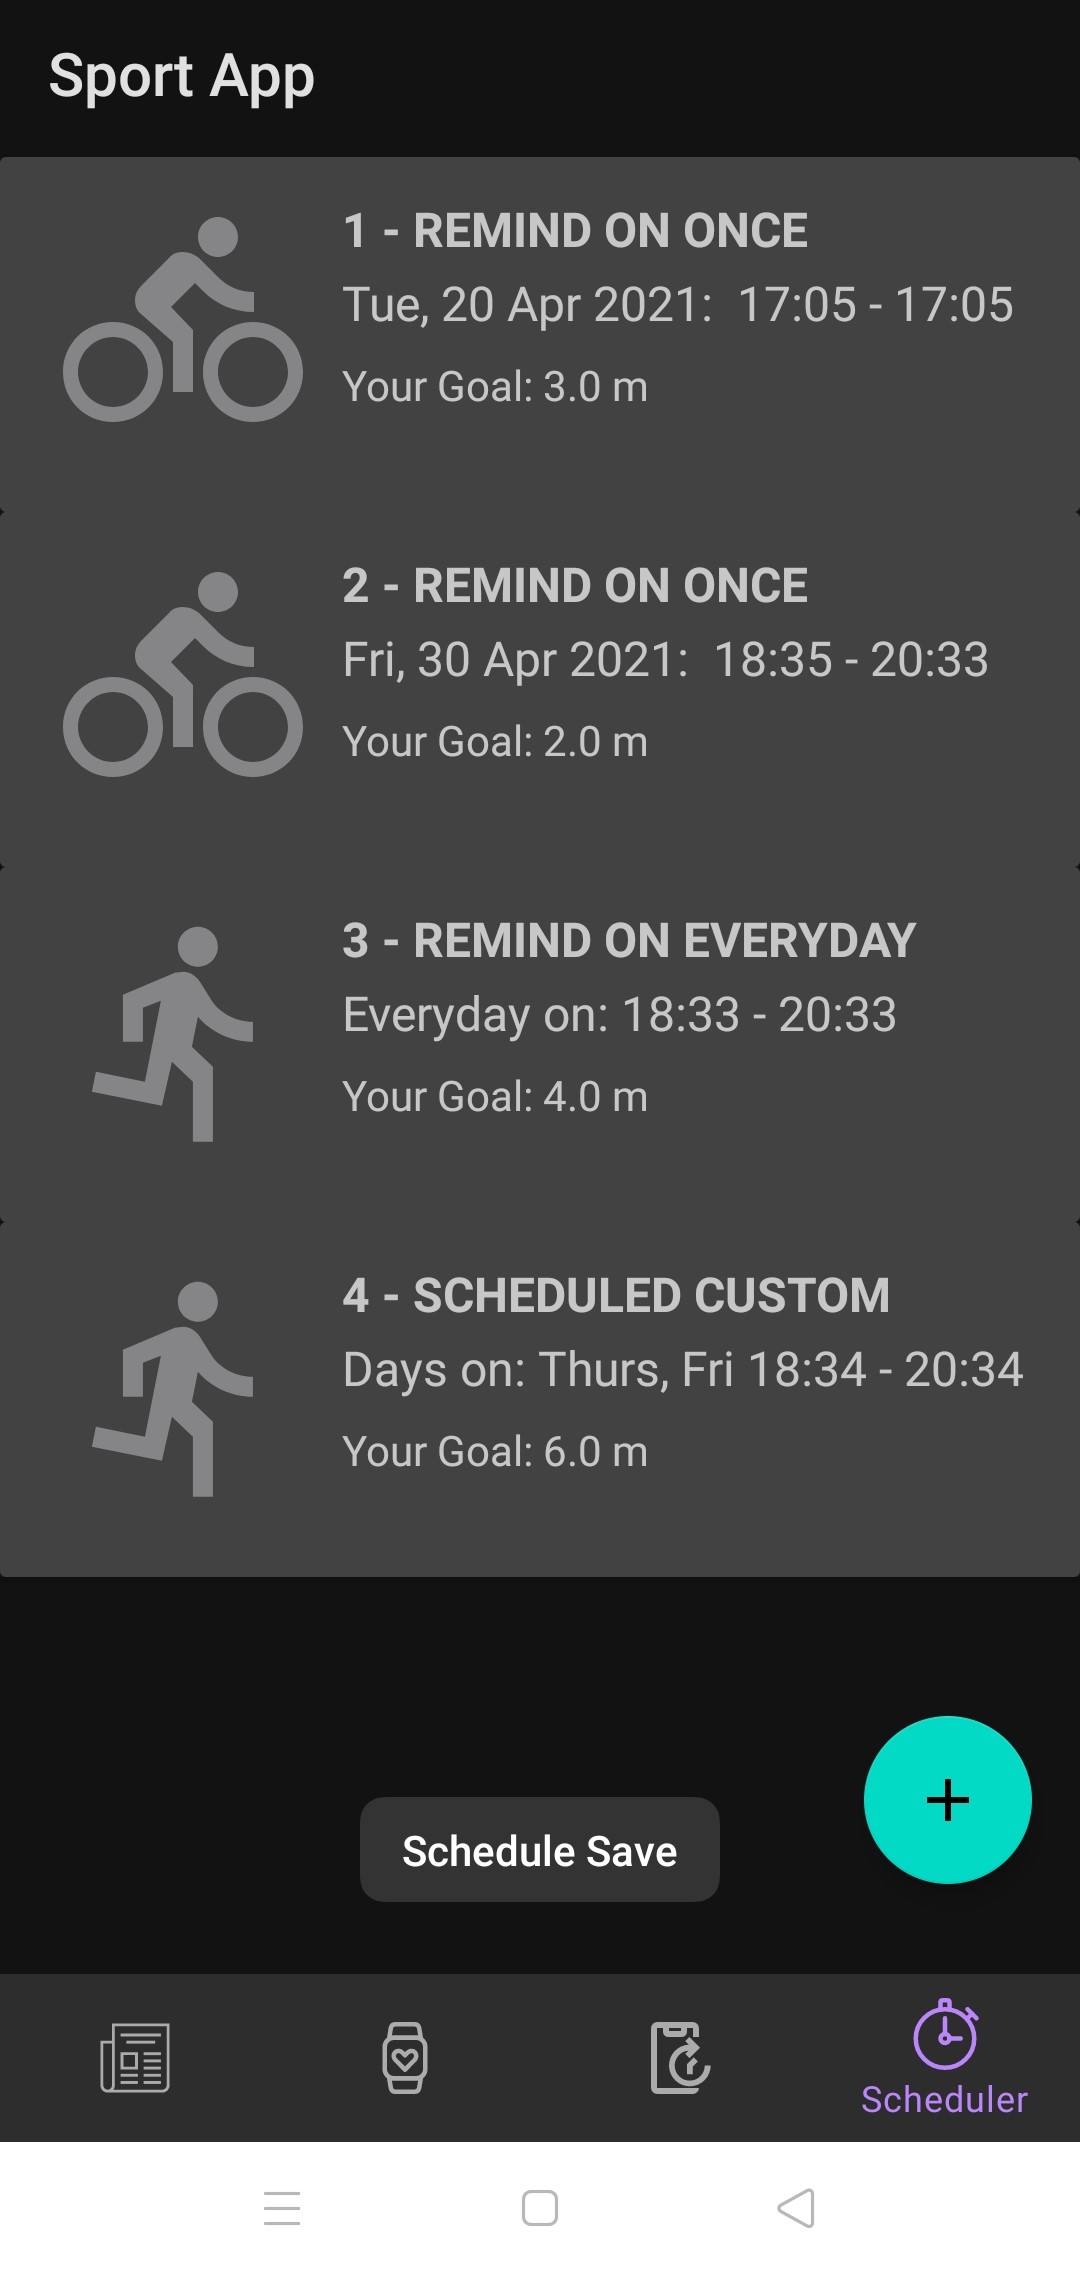 Sport App
1 - REMIND ON ONCE
Tue, 20 Apr 2021:  17:05 - 17:05
Your Goal: 3.0 m
2 - REMIND ON ONCE
Fri, 30 Apr 2021:  18:35 - 20:33
Your Goal: 2.0 m
3 - REMIND ON EVERYDAY
Everyday on: 18:33 - 20:33
Your Goal: 4.0 m
4 - SCHEDULED CUSTOM
Days on: Thurs, Fri 18:34 - 20:34
Your Goal: 6.0 m
Schedule Save
Scheduler